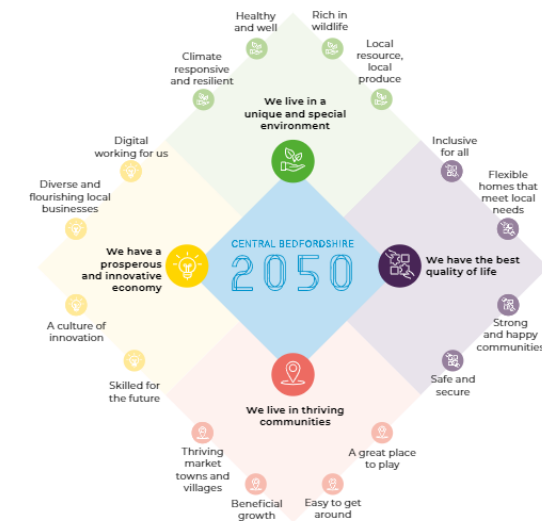 Healthy
and well
Rich in
wildlife
Climate
responsive
and resilient
Local
resource,
local
produce
We live in a
unique and special
environment
Digital
working for us
Inclusive
for all
Diverse and
flourishing local
businesses
Flexible
homes that
meet local
needs
We have a
prosperous
and innovative
economy
CENTRAL BEDFORDSHIRE
2050
We have the best
quality of life
A culture of
innovation
Strong
and happy
communities
Skilled for
the future
Safe and
secure
We live in thriving
communities
Thriving
market
towns and
villages
A great place
to play
Beneficial
growth
Easy to get
around